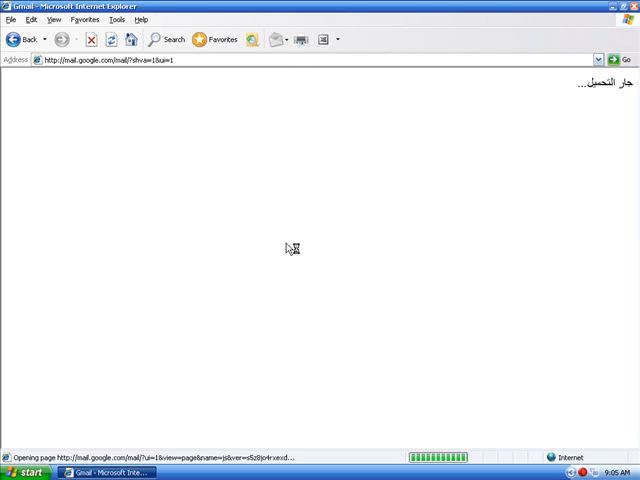 Gmail - Microsoft Internet Explorer
File Edit View Favorites Tools Help
Back Search Favorites
Address http://mail.google.com/mail/?shva=1&ui=1 Go
جارٍ التحميل...
Opening page http://mail.google.com/mail/?ui=1&view=page&name=js&ver=s5z8jo4rxexd... Internet
start Gmail - Microsoft Inte... 9:05 AM